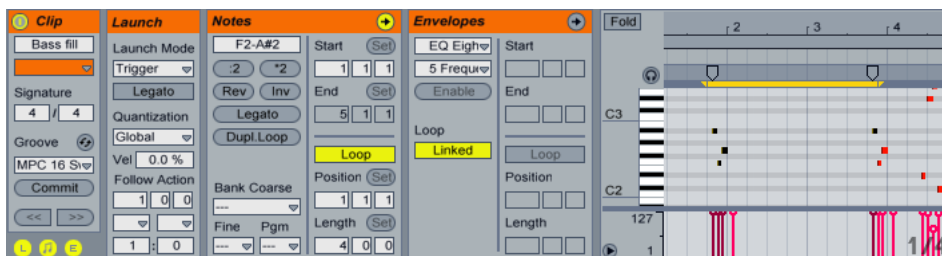 Clip
Bass fill
Signature
4 / 4
Groove
MPC 16 Sw
Commit
<< >>
L E
Launch
Launch Mode
Trigger
Legato
Quantization
Global
Vel 0.0 %
Follow Action
1 0 0
1 : 0
Notes
F2-A#2
:2 *2
Rev Inv
Legato
Dupl.Loop
Bank Coarse
---
Fine Pgm
--- ---
Start Set
1 1 1
End Set
5 1 1
Loop
Position Set
1 1 1
Length Set
4 0 0
Envelopes
EQ Eigh
5 Frequ
Enable
Loop
Linked
Start
End
Loop
Position
Length
Fold
2 3 4
C3
C2
127
1
1/4